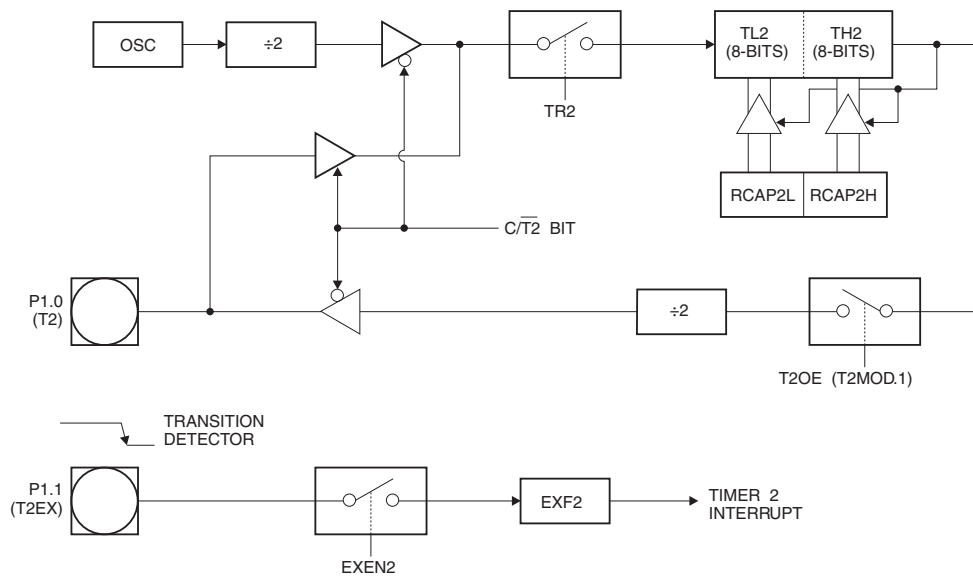 OSC
÷2
TR2
TL2
(8-BITS)
TH2
(8-BITS)
RCAP2L
RCAP2H
C/T2̅ BIT
P1.0
(T2)
÷2
T2OE (T2MOD.1)
TRANSITION
DETECTOR
P1.1
(T2EX)
EXEN2
EXF2
TIMER 2
INTERRUPT